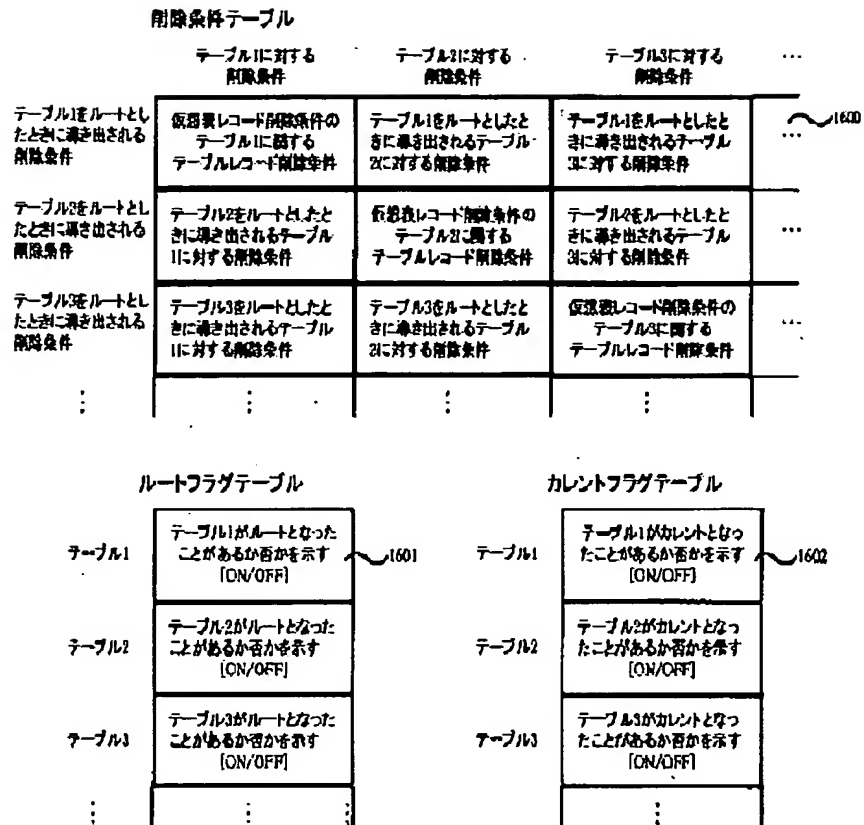 削除条件テーブル
テーブル1に対する
削除条件
テーブル2に対する
削除条件
テーブル3に対する
削除条件
…
テーブル1をルートとし
たときに導き出される
削除条件
仮想表レコード削除条件の
テーブル1に関する
テーブルレコード削除条件
テーブル1をルートとしたと
きに導き出されるテーブル
2に対する削除条件
テーブル1をルートとしたと
きに導き出されるテーブル
3に対する削除条件
…
1600
テーブル2をルートとし
たときに導き出される
削除条件
テーブル2をルートとしたと
きに導き出されるテーブル
1に対する削除条件
仮想表レコード削除条件の
テーブル2に関する
テーブルレコード削除条件
テーブル2をルートとしたと
きに導き出されるテーブル
3に対する削除条件
…
テーブル3をルートとし
たときに導き出される
削除条件
テーブル3をルートとしたと
きに導き出されるテーブル
1に対する削除条件
テーブル3をルートとしたと
きに導き出されるテーブル
2に対する削除条件
仮想表レコード削除条件の
テーブル3に関する
テーブルレコード削除条件
…
ルートフラグテーブル
テーブル1
テーブル1がルートとなった
ことがあるか否かを示す
[ON/OFF]
1601
テーブル2
テーブル2がルートとなった
ことがあるか否かを示す
[ON/OFF]
テーブル3
テーブル3がルートとなった
ことがあるか否かを示す
[ON/OFF]
カレントフラグテーブル
テーブル1
テーブル1がカレントとなっ
たことがあるか否かを示す
[ON/OFF]
1602
テーブル2
テーブル2がカレントとなっ
たことがあるか否かを示す
[ON/OFF]
テーブル3
テーブル3がカレントとなっ
たことがあるか否かを示す
[ON/OFF]